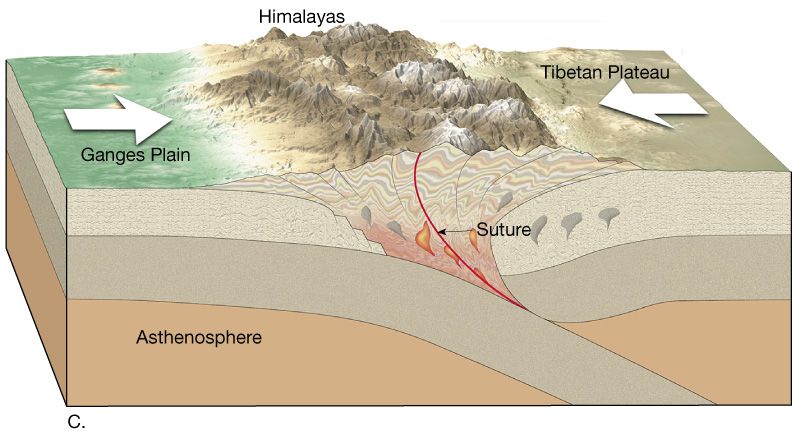 Himalayas
Tibetan Plateau
Ganges Plain
Suture
Asthenosphere
C.